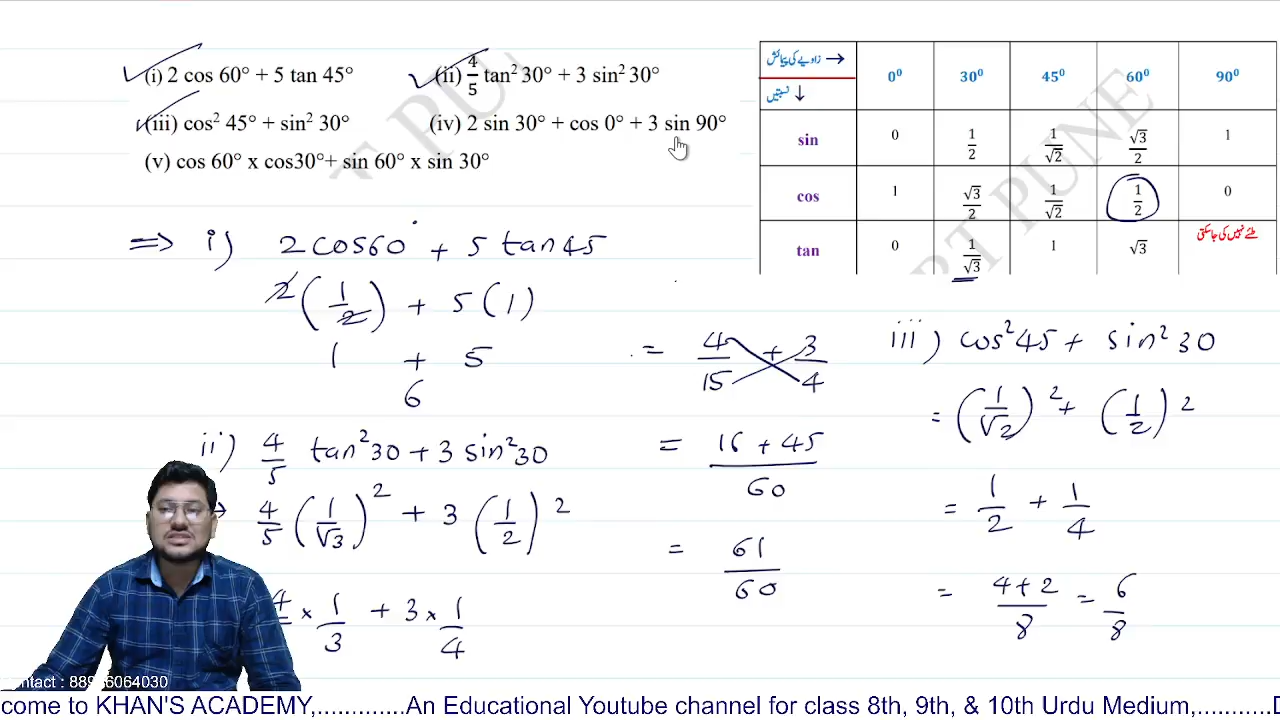 (i) 2 cos 60° + 5 tan 45°
(ii) 4/5 tan² 30° + 3 sin² 30°
(iii) cos² 45° + sin² 30°
(iv) 2 sin 30° + cos 0° + 3 sin 90°
(v) cos 60° x cos30°+ sin 60° x sin 30°
زاویے کی پیمائش →
نسبتیں ↓
0⁰ 30⁰ 45⁰ 60⁰ 90⁰
sin 0 1/2 1/√2 √3/2 1
cos 1 √3/2 1/√2 1/2 0
tan 0 1/√3 1 √3 طئے نہیں کی جاسکتی
RT PUNE
⇒ i) 2cos60° + 5 tan45
2(1/2) + 5(1)
1 + 5
6
ii) 4/5 tan²30 + 3 sin²30
4/5 (1/√3)² + 3 (1/2)²
× 1/3 + 3 × 1/4
= 4/15 + 3/4
= 16 + 45 / 60
= 61/60
iii) cos²45 + sin²30
= (1/√2)² + (1/2)²
= 1/2 + 1/4
= 4+2 / 8 = 6/8
6064030
come to KHAN'S ACADEMY,.............An Educational Youtube channel for class 8th, 9th, & 10th Urdu Medium,...........